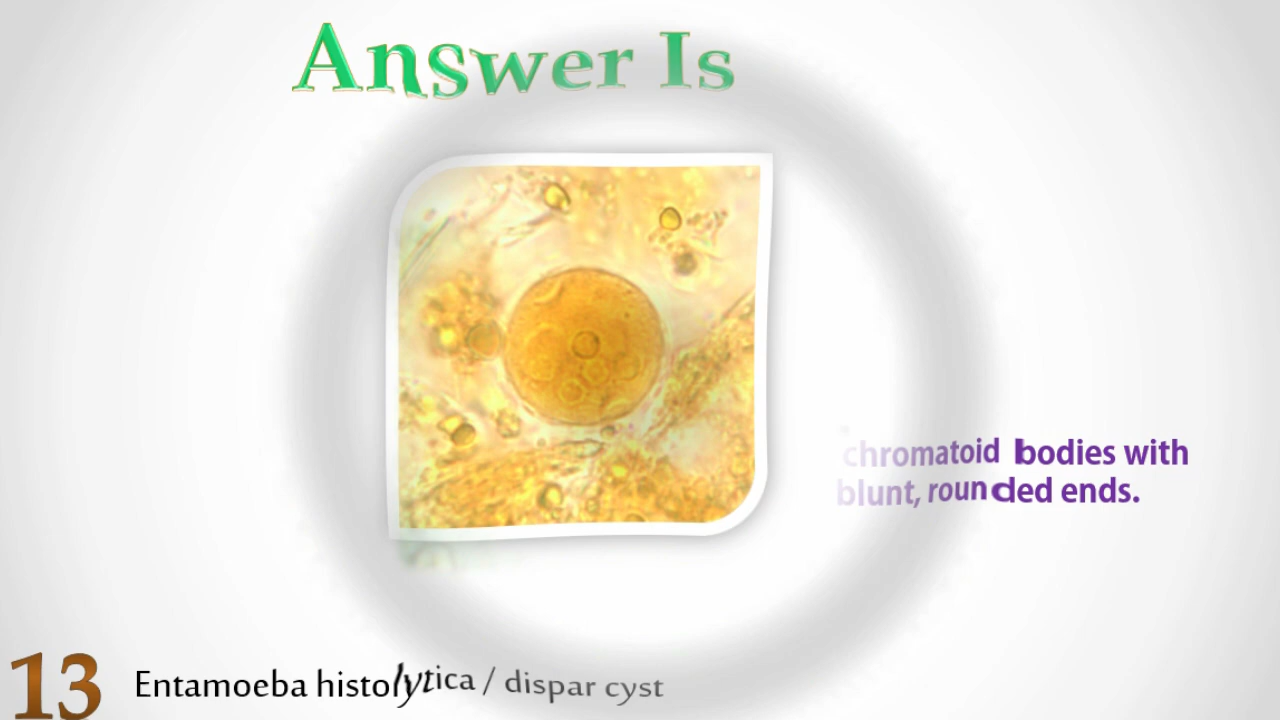 Answer Is
chromatoid bodies with
blunt, rounded ends.
13
Entamoeba histolytica / dispar cyst